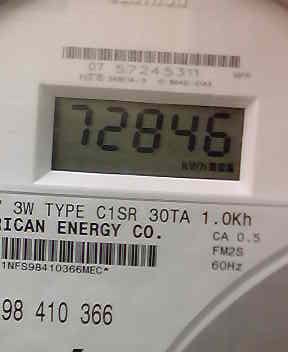 07 57245311
72846
kWh
3W TYPE C1SR 30TA 1.0Kh
RICAN ENERGY CO.
CA 0.5
FM2S
60Hz
1NFS98410366MEC*
98 410 366